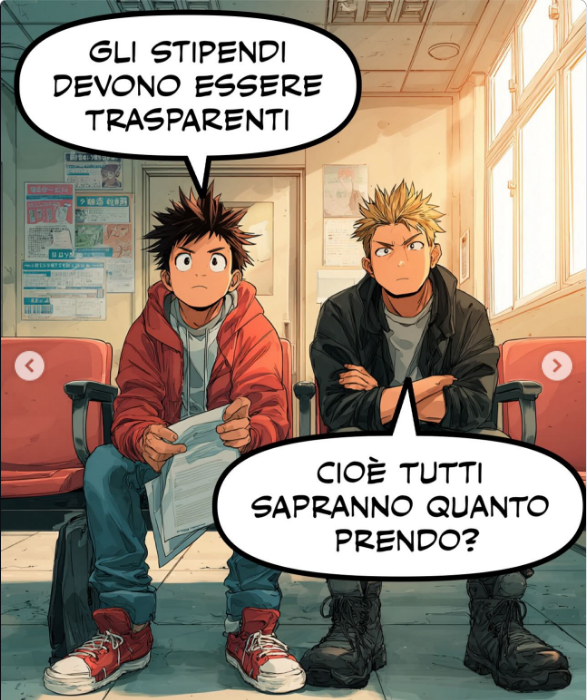 GLI STIPENDI
DEVONO ESSERE
TRASPARENTI
CIOÈ TUTTI
SAPRANNO QUANTO
PRENDO?